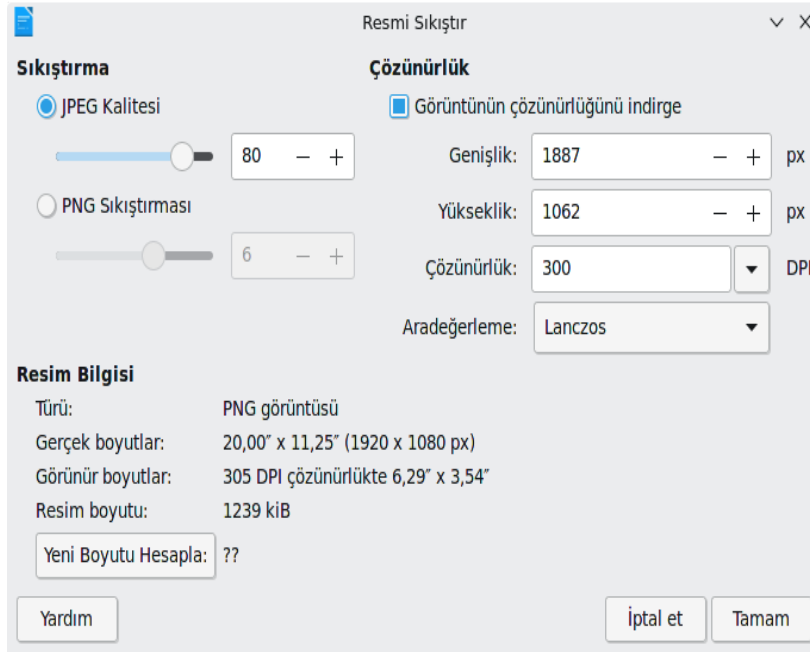 Resmi Sıkıştır
Sıkıştırma
Çözünürlük
JPEG Kalitesi
Görüntünün çözünürlüğünü indirge
80
Genişlik: 1887 px
PNG Sıkıştırması
Yükseklik: 1062 px
6
Çözünürlük: 300 DPI
Aradeğerleme: Lanczos
Resim Bilgisi
Türü: PNG görüntüsü
Gerçek boyutlar: 20,00″ x 11,25″ (1920 x 1080 px)
Görünür boyutlar: 305 DPI çözünürlükte 6,29″ x 3,54″
Resim boyutu: 1239 kiB
Yeni Boyutu Hesapla: ??
Yardım
İptal et
Tamam